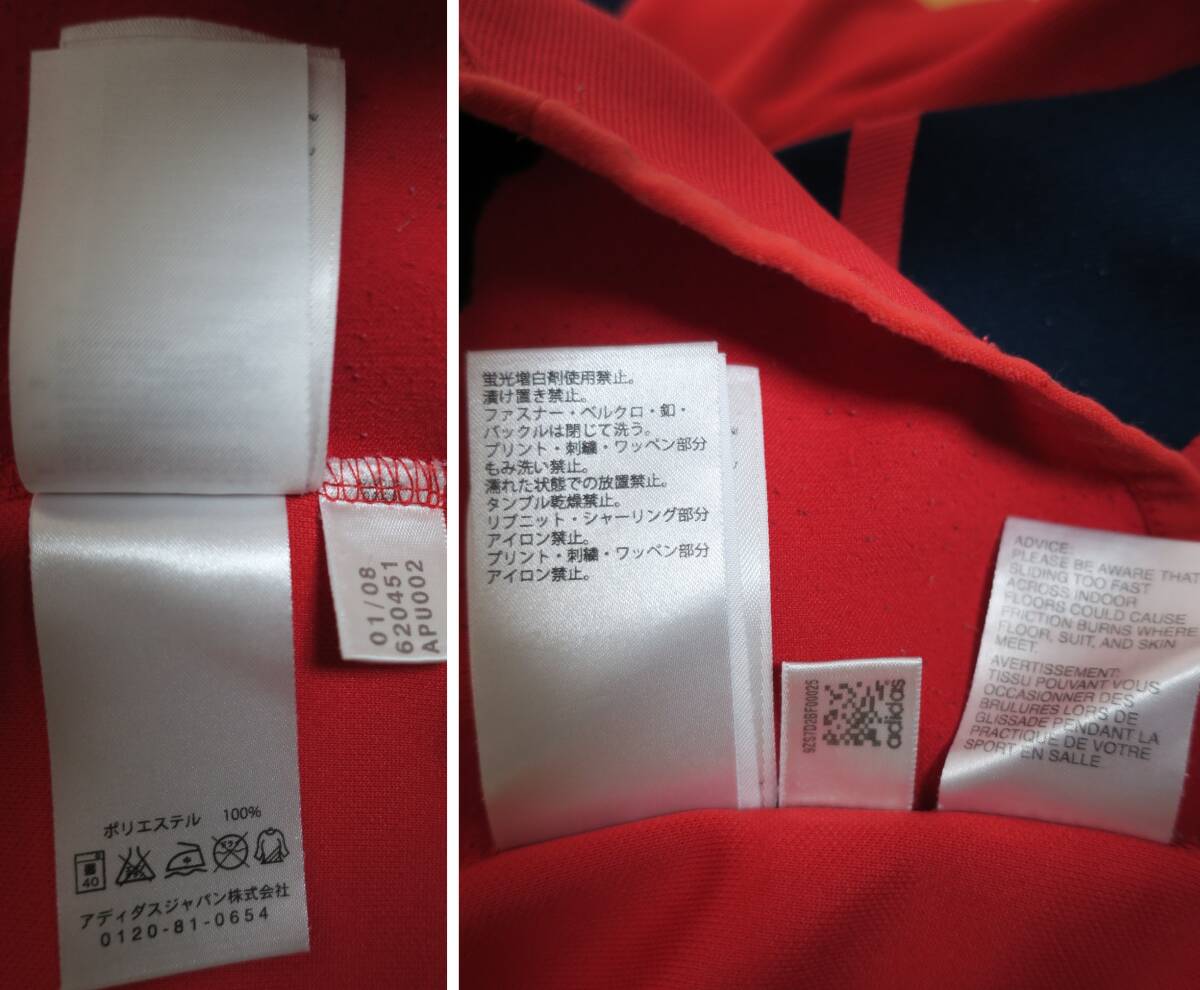 01/08
620451
APU002
ポリエステル 100%
40
アディダスジャパン株式会社
0120-81-0654
蛍光増白剤使用禁止。
漬け置き禁止。
ファスナー・ベルクロ・釦・
バックルは閉じて洗う。
プリント・刺繍・ワッペン部分
もみ洗い禁止。
濡れた状態での放置禁止。
タンブル乾燥禁止。
リブニット・シャーリング部分
アイロン禁止。
プリント・刺繍・ワッペン部分
アイロン禁止。
9ZS7D2BF00025
adidas
ADVICE:
PLEASE BE AWARE THAT
SLIDING TOO FAST
ACROSS INDOOR
FLOORS COULD CAUSE
FRICTION BURNS WHERE
FLOOR, SUIT, AND SKIN
MEET.
AVERTISSEMENT:
TISSU POUVANT VOUS
OCCASIONNER DES
BRULURES LORS DE
GLISSADE PENDANT LA
PRACTIQUE DE VOTRE
SPORT EN SALLE.